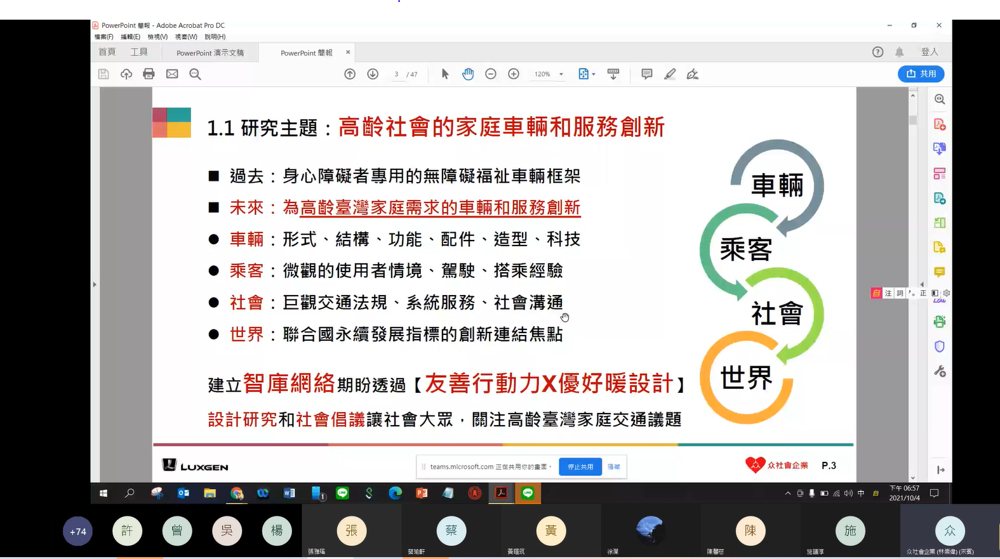 PowerPoint 簡報 - Adobe Acrobat Pro DC
檔案(F) 編輯(E) 檢視(V) 視窗(W) 說明(H)
首頁 工具 PowerPoint 演示文稿 PowerPoint 簡報 × 登入
3 / 47 120% 共用
1.1 研究主題：高齡社會的家庭車輛和服務創新
■ 過去：身心障礙者專用的無障礙福祉車輛框架
■ 未來：為高齡臺灣家庭需求的車輛和服務創新
● 車輛：形式、結構、功能、配件、造型、科技
● 乘客：微觀的使用者情境、駕駛、搭乘經驗
● 社會：巨觀交通法規、系統服務、社會溝通
● 世界：聯合國永續發展指標的創新連結焦點
車輛
乘客
社會
世界
自 注 詞 正
建立智庫網絡期盼透過【友善行動力X優好暖設計】
設計研究和社會倡議讓社會大眾，關注高齡臺灣家庭交通議題
LUXGEN
teams.microsoft.com 正在共用你的畫面。 停止共用 隱藏
众社會企業 P.3
中 自 下午 06:57
2021/10/4
+74 許 曾 吳 楊 張 蔡 黃 陳 施 众
張雅瑤 蔡瑜軒 黃暄筑 徐瀾 陳馨慈 施議淳 众社會企業 (林崇偉) (來賓)